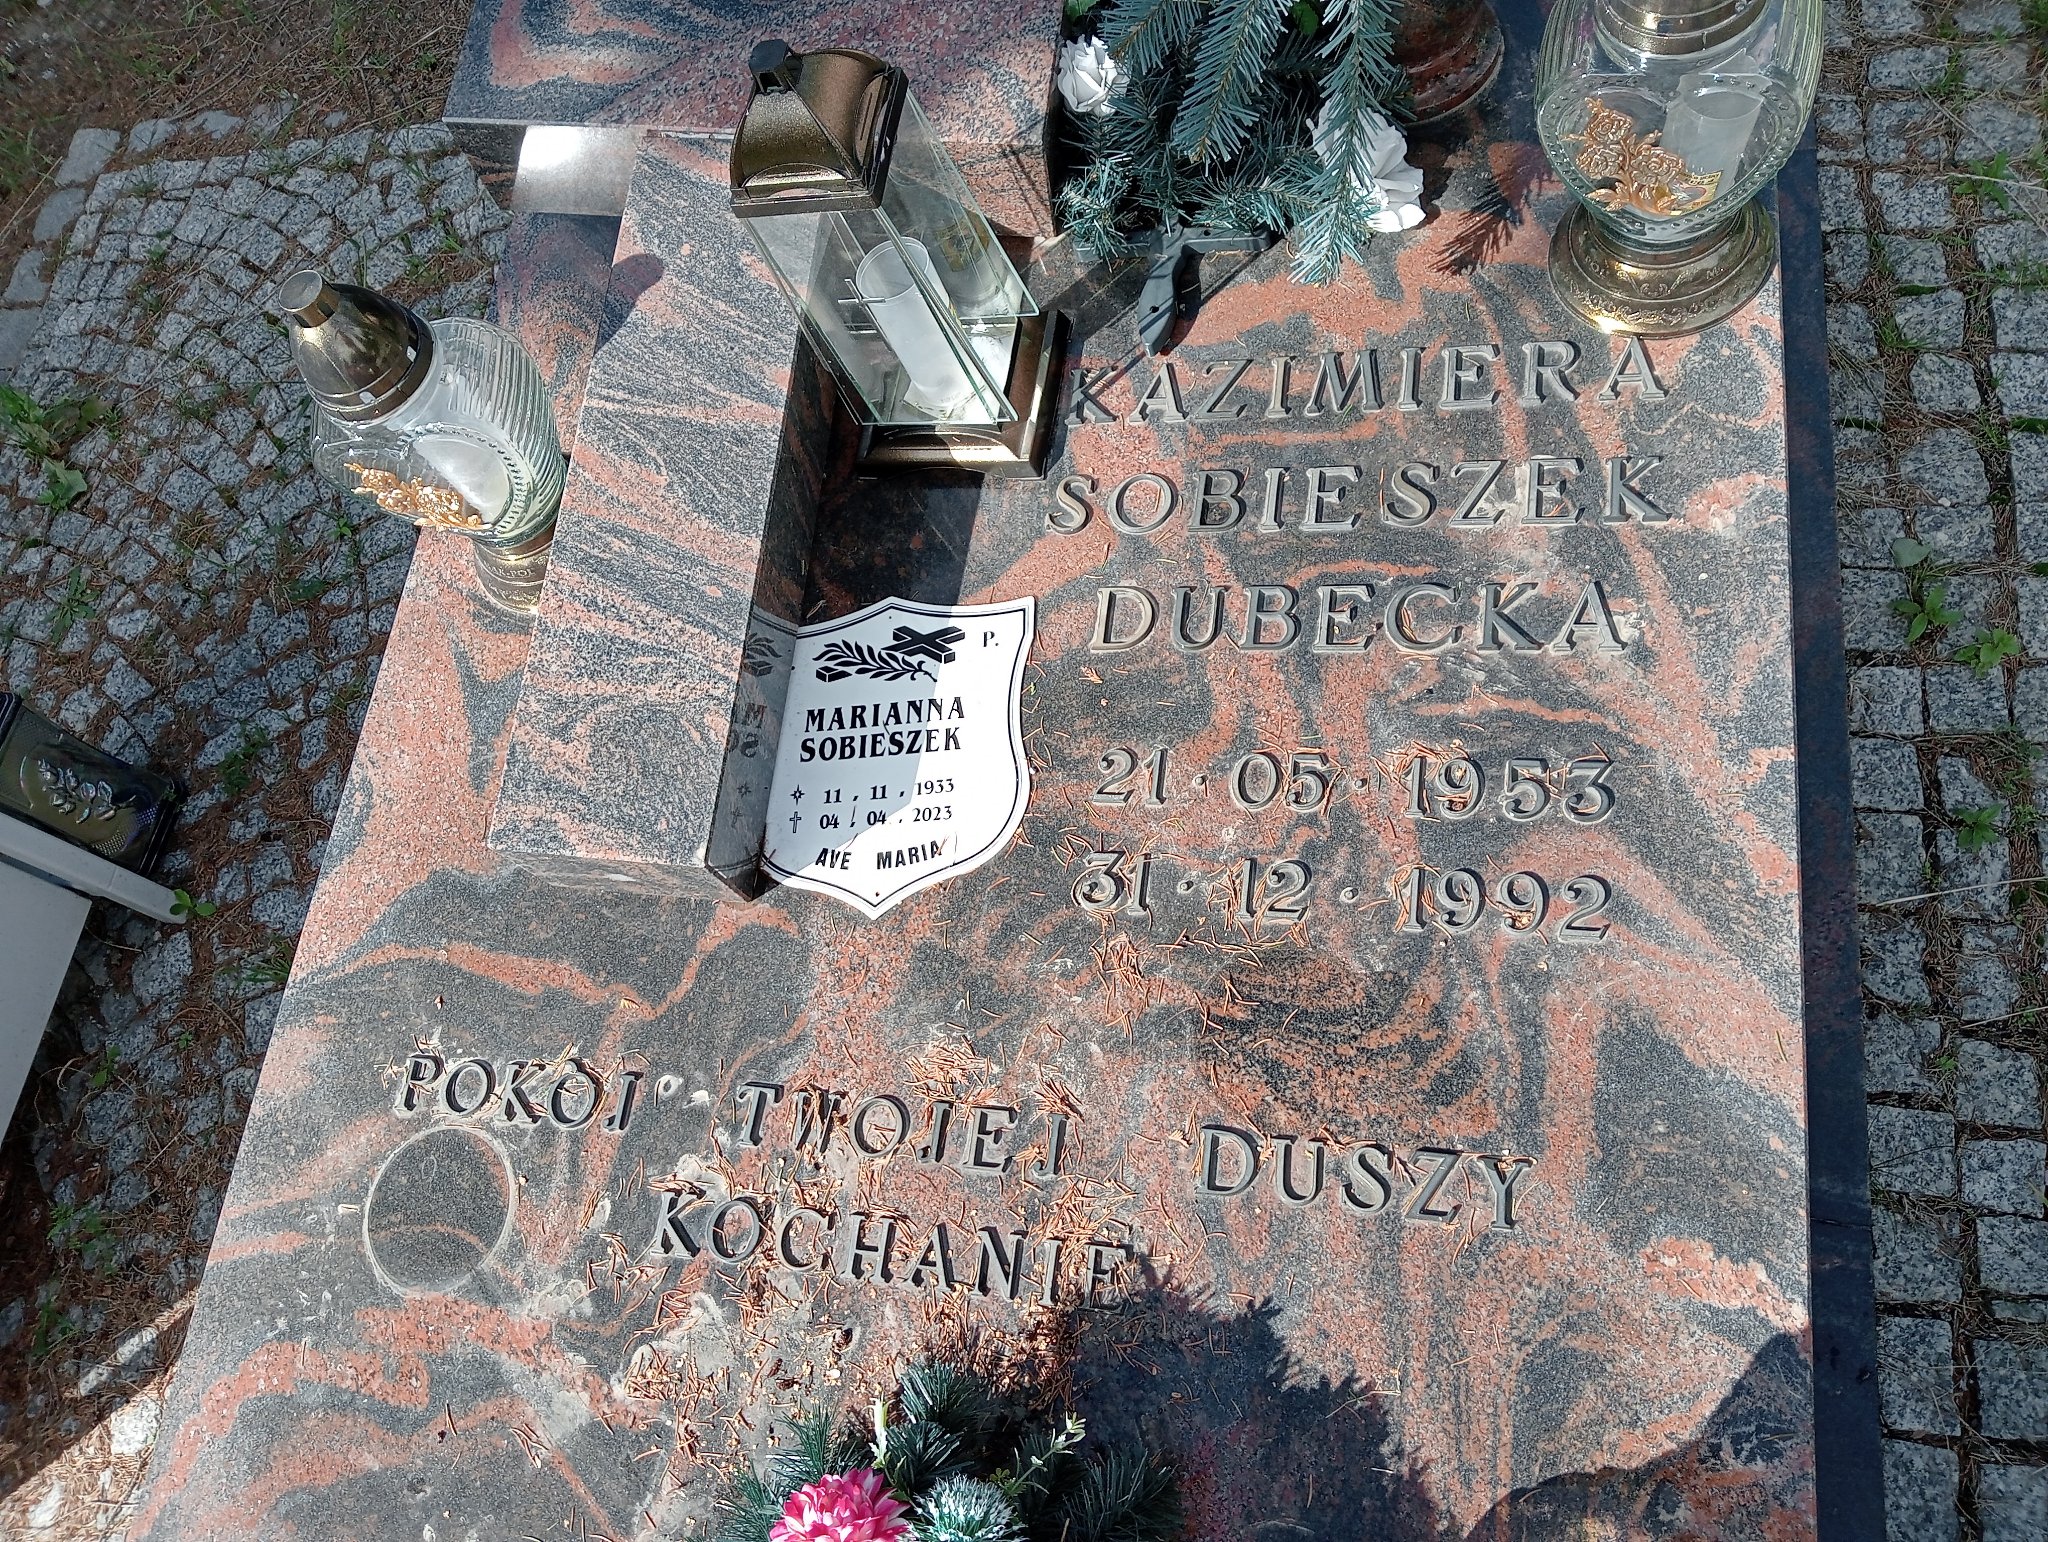 KAZIMIERA
SOBIESZEK
DUBECKA
21·05·1953
31·12·1992
Ś. P.
MARIANNA
SOBIESZEK
11.11.1933
04.04.2023
AVE MARIA
POKÓJ TWOJEJ DUSZY
KOCHANIE